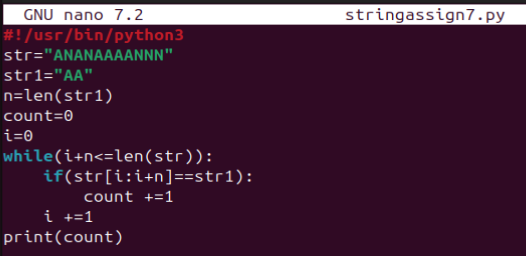 GNU nano 7.2 stringassign7.py
#!/usr/bin/python3
str="ANANAAAANNN"
str1="AA"
n=len(str1)
count=0
i=0
while(i+n<=len(str)):
    if(str[i:i+n]==str1):
        count +=1
    i +=1
print(count)